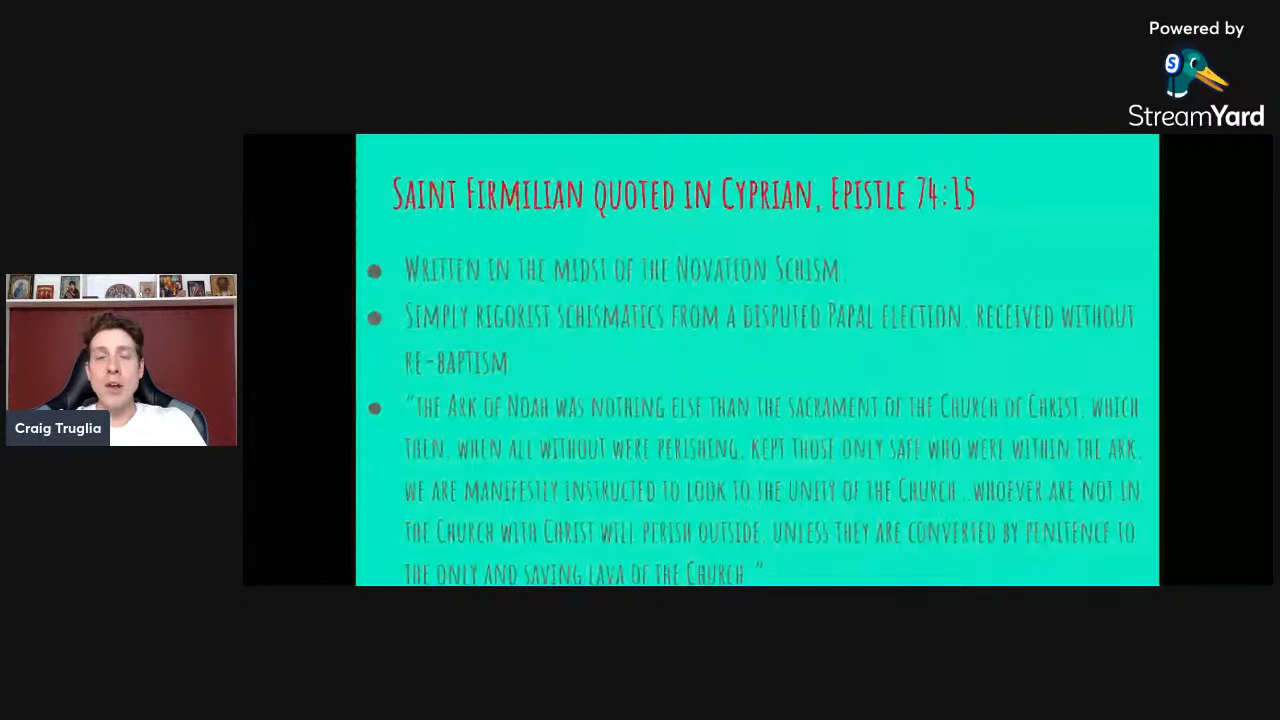 Powered by
StreamYard
SAINT FIRMILIAN QUOTED IN CYPRIAN, EPISTLE 74:15
WRITTEN IN THE MIDST OF THE NOVATION SCHISM.
SIMPLY RIGORIST SCHISMATICS FROM A DISPUTED PAPAL ELECTION, RECEIVED WITHOUT
RE-BAPTISM
"THE ARK OF NOAH WAS NOTHING ELSE THAN THE SACRAMENT OF THE CHURCH OF CHRIST, WHICH
THEN, WHEN ALL WITHOUT WERE PERISHING, KEPT THOSE ONLY SAFE WHO WERE WITHIN THE ARK,
WE ARE MANIFESTLY INSTRUCTED TO LOOK TO THE UNITY OF THE CHURCH...WHOEVER ARE NOT IN
THE CHURCH WITH CHRIST WILL PERISH OUTSIDE, UNLESS THEY ARE CONVERTED BY PENITENCE TO
THE ONLY AND SAVING LAVA OF THE CHURCH."
Craig Truglia